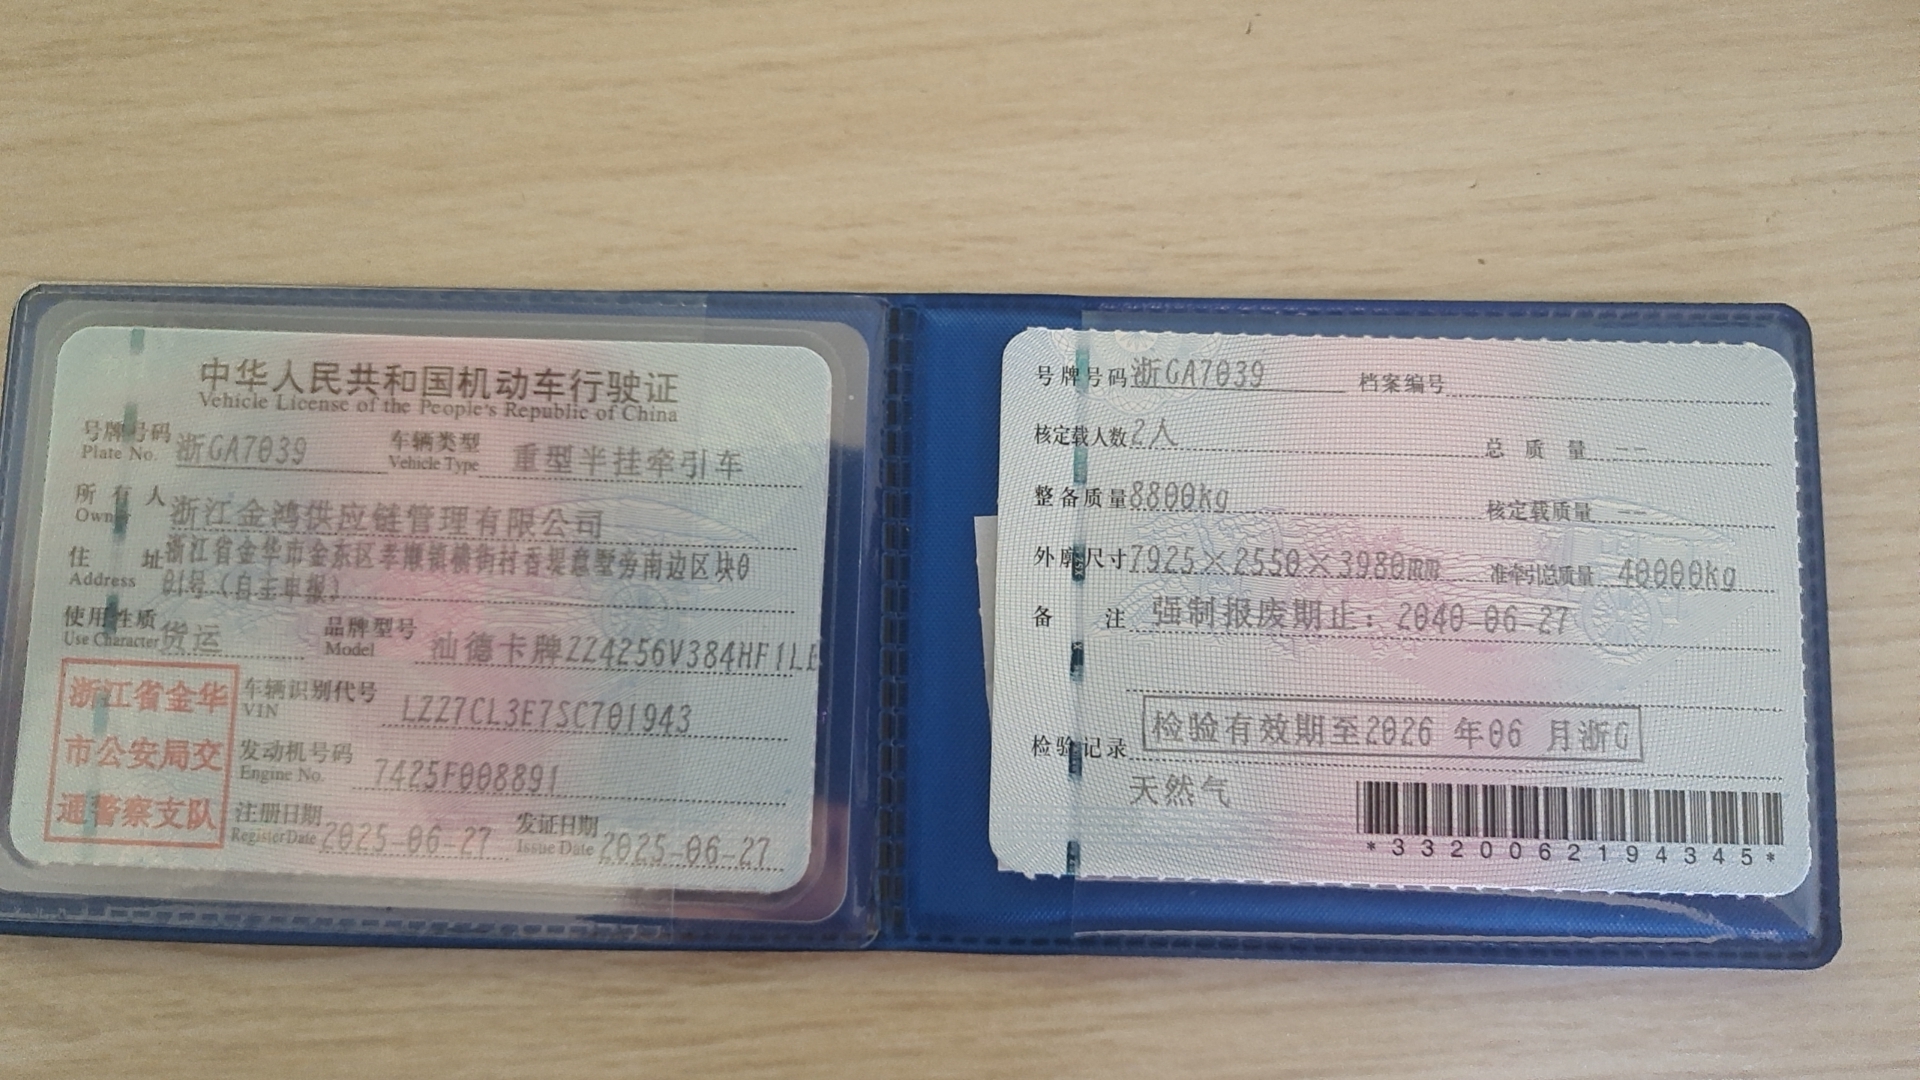 中华人民共和国机动车行驶证
Vehicle License of the People's Republic of China
号牌号码 浙GA7039 车辆类型 重型半挂牵引车
Plate No. Vehicle Type
所有人 浙江金鸿供应链管理有限公司
Owner
住址 浙江省金华市金东区孝顺镇横街村香堤意墅旁南边区块0
Address 01号(自主申报)
使用性质 货运 品牌型号 汕德卡牌ZZ4256V384HF1LB
Use Character Model
浙江省金华
市公安局交
通警察支队
车辆识别代号 LZZ7CL3E7SC701943
VIN
发动机号码 7425F008891
Engine No.
注册日期 2025-06-27 发证日期 2025-06-27
Register Date Issue Date
号牌号码 浙GA7039 档案编号
核定载人数 2人 总质量 --
整备质量 8800kg 核定载质量 --
外廓尺寸 7925×2550×3980mm 准牵引总质量 40000kg
备注 强制报废期止:2040-06-27
检验记录 检验有效期至2026年06月浙G
天然气
*3320062194345*